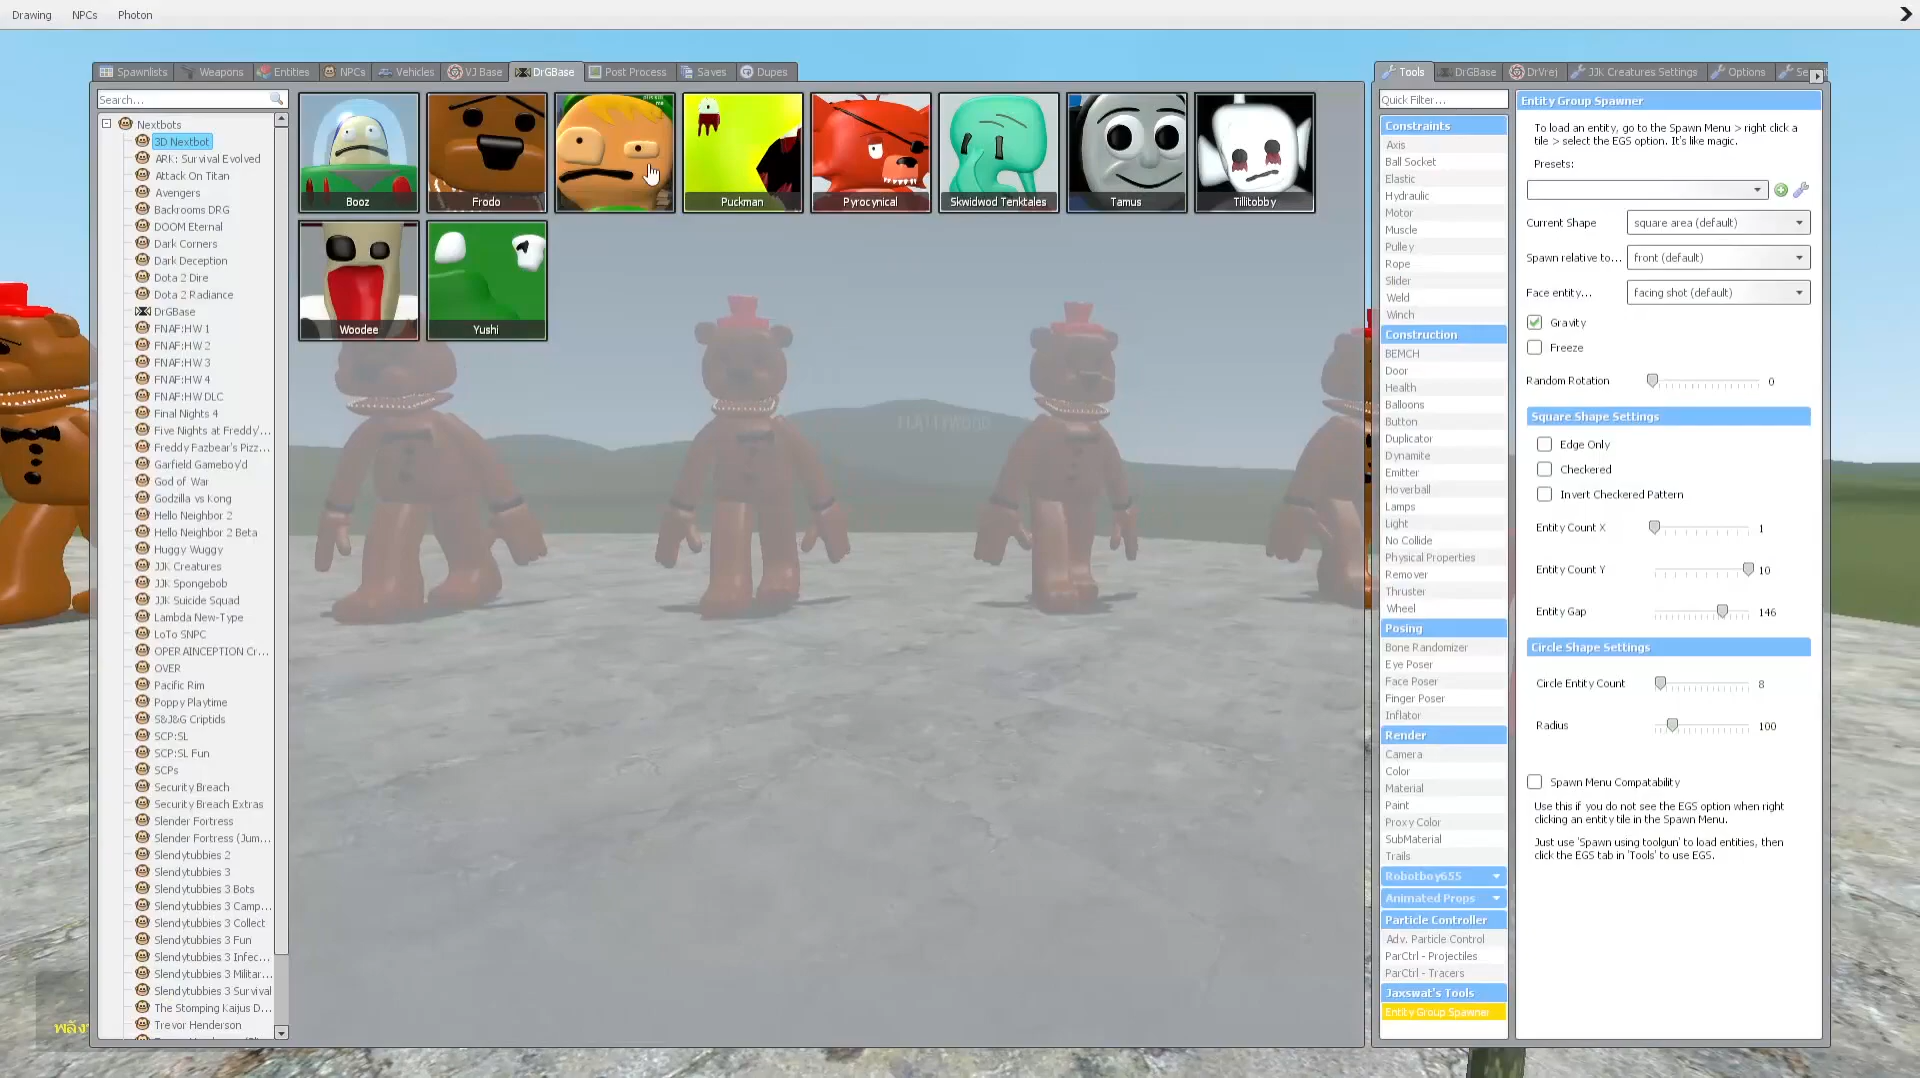 Drawing NPCs Photon
Spawnlists Weapons Entities NPCs Vehicles VJ Base DrGBase Post Process Saves Dupes
Search...
Nextbots
3D Nextbot
ARK: Survival Evolved
Attack On Titan
Avengers
Backrooms DRG
DOOM Eternal
Dark Corners
Dark Deception
Dota 2 Dire
Dota 2 Radiance
DrGBase
FNAF:HW 1
FNAF:HW 2
FNAF:HW 3
FNAF:HW 4
FNAF:HW DLC
Final Nights 4
Five Nights at Freddy'...
Freddy Fazbear's Pizz...
Garfield Gameboy'd
God of War
Godzilla vs Kong
Hello Neighbor 2
Hello Neighbor 2 Beta
Huggy Wuggy
JJK Creatures
JJK Spongebob
JJK Suicide Squad
Lambda New-Type
LoTo SNPC
OPERAINCEPTION Cr...
OVER
Pacific Rim
Poppy Playtime
S&J&G Criptids
SCP:SL
SCP:SL Fun
SCPs
Security Breach
Security Breach Extras
Slender Fortress
Slender Fortress (Jum...
Slendytubbies 2
Slendytubbies 3
Slendytubbies 3 Bots
Slendytubbies 3 Camp...
Slendytubbies 3 Collect
Slendytubbies 3 Fun
Slendytubbies 3 Infec...
Slendytubbies 3 Militar...
Slendytubbies 3 Survival
The Stomping Kaijus D...
Trevor Henderson
Booz
Frodo
Puckman
Pyrocynical
Skwidwod Tenktales
Tamus
Tillitobby
Woodee
Yushi
Tools DrGBase DrVrej JJK Creatures Settings Options
Quick Filter...
Constraints
Axis
Ball Socket
Elastic
Hydraulic
Motor
Muscle
Pulley
Rope
Slider
Weld
Winch
Construction
BEMCH
Door
Health
Balloons
Button
Duplicator
Dynamite
Emitter
Hoverball
Lamps
Light
No Collide
Physical Properties
Remover
Thruster
Wheel
Posing
Bone Randomizer
Eye Poser
Face Poser
Finger Poser
Inflator
Render
Camera
Color
Material
Paint
Proxy Color
SubMaterial
Trails
Robotboy655
Animated Props
Particle Controller
Adv. Particle Control
ParCtrl - Projectiles
ParCtrl - Tracers
Jaxswat's Tools
Entity Group Spawner
Entity Group Spawner
To load an entity, go to the Spawn Menu > right click a
tile > select the EGS option. It's like magic.
Presets:
Current Shape square area (default)
Spawn relative to... front (default)
Face entity... facing shot (default)
Gravity
Freeze
Random Rotation 0
Square Shape Settings
Edge Only
Checkered
Invert Checkered Pattern
Entity Count X 1
Entity Count Y 10
Entity Gap 146
Circle Shape Settings
Circle Entity Count 8
Radius 100
Spawn Menu Compatability
Use this if you do not see the EGS option when right
clicking an entity tile in the Spawn Menu.
Just use 'Spawn using toolgun' to load entities, then
click the EGS tab in 'Tools' to use EGS.